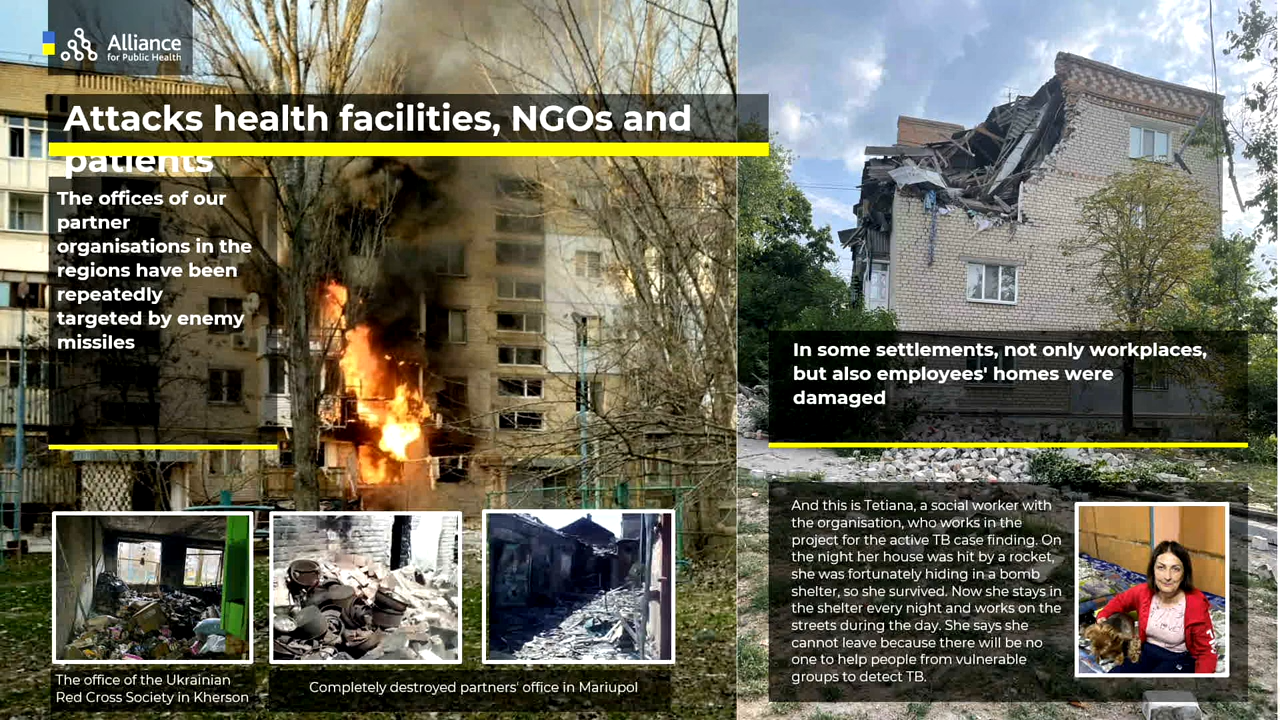 Alliance
for Public Health
Attacks health facilities, NGOs and
patients
The offices of our
partner
organisations in the
regions have been
repeatedly
targeted by enemy
missiles
In some settlements, not only workplaces,
but also employees' homes were
damaged
And this is Tetiana, a social worker with
the organisation, who works in the
project for the active TB case finding. On
the night her house was hit by a rocket,
she was fortunately hiding in a bomb
shelter, so she survived. Now she stays in
the shelter every night and works on the
streets during the day. She says she
cannot leave because there will be no
one to help people from vulnerable
groups to detect TB.
The office of the Ukrainian
Red Cross Society in Kherson
Completely destroyed partners' office in Mariupol